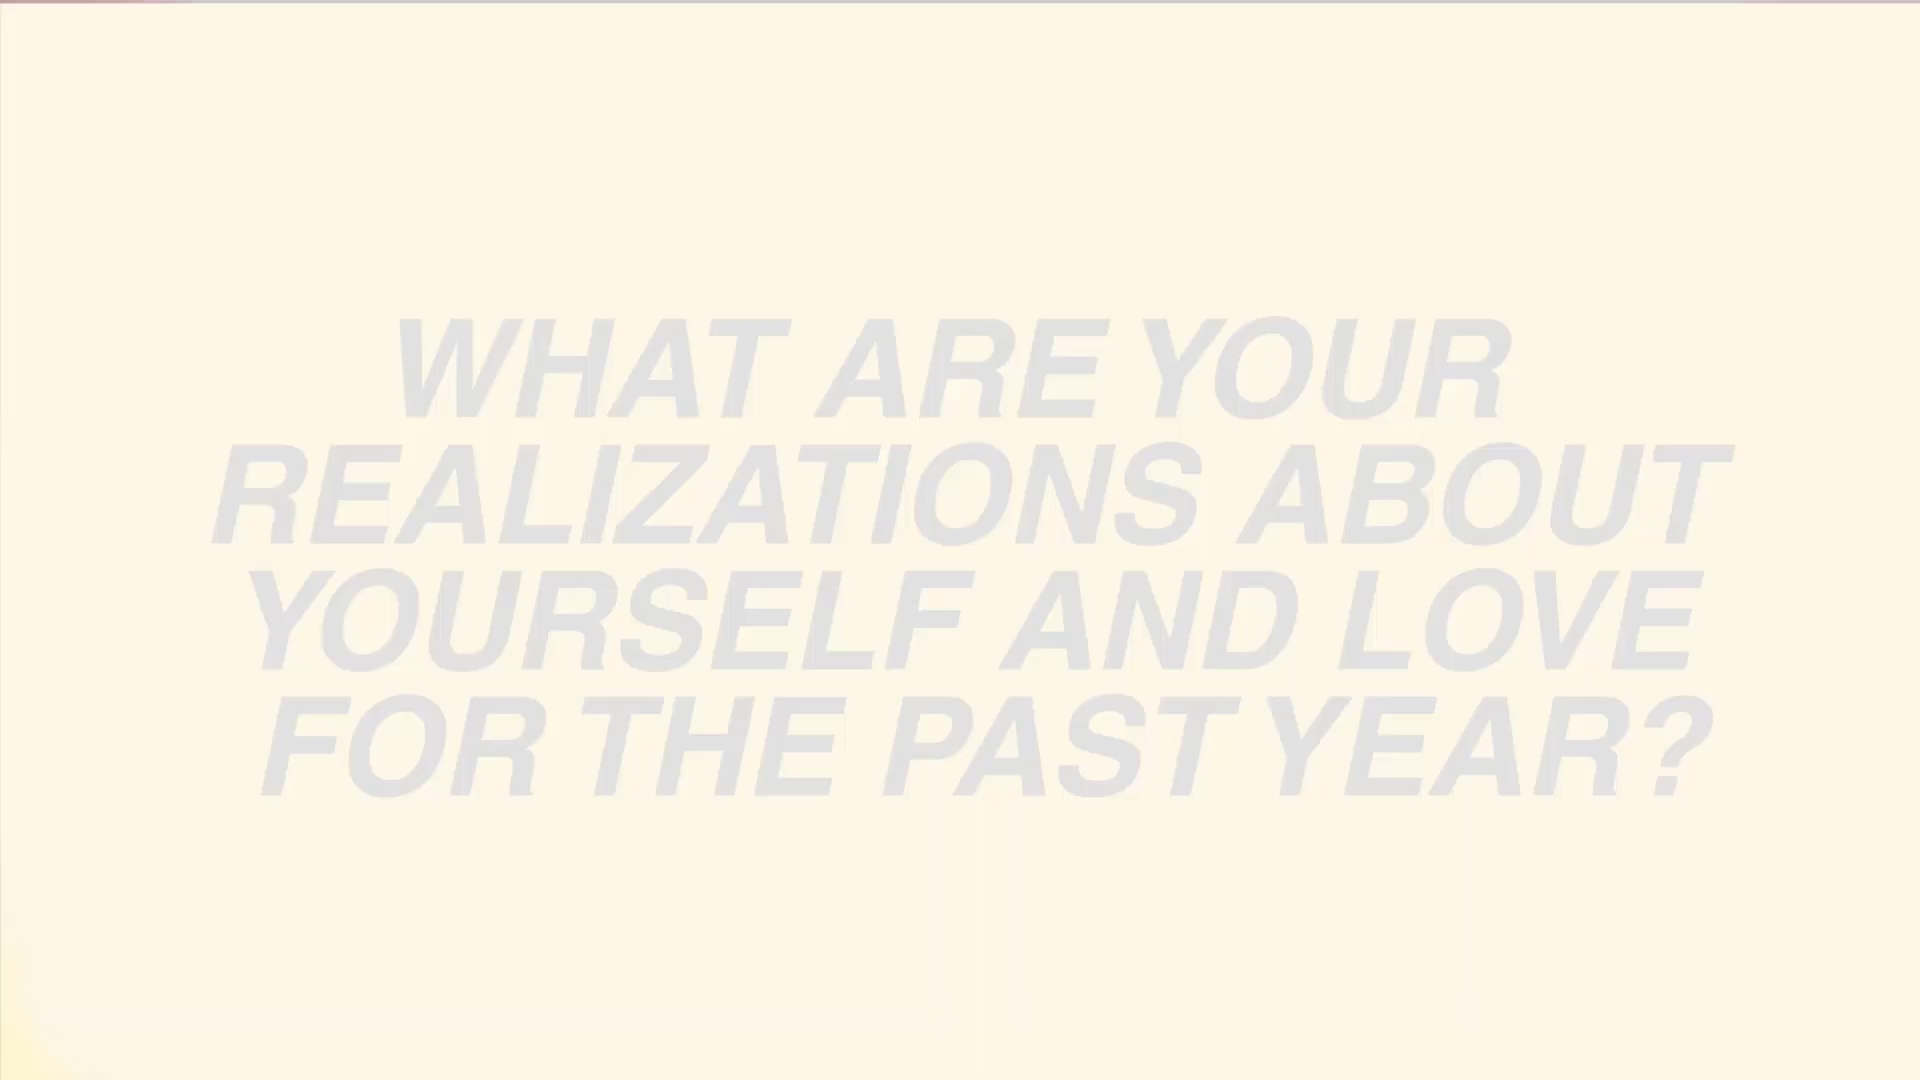 WHAT ARE YOUR
REALIZATIONS ABOUT
YOURSELF AND LOVE
FOR THE PAST YEAR?